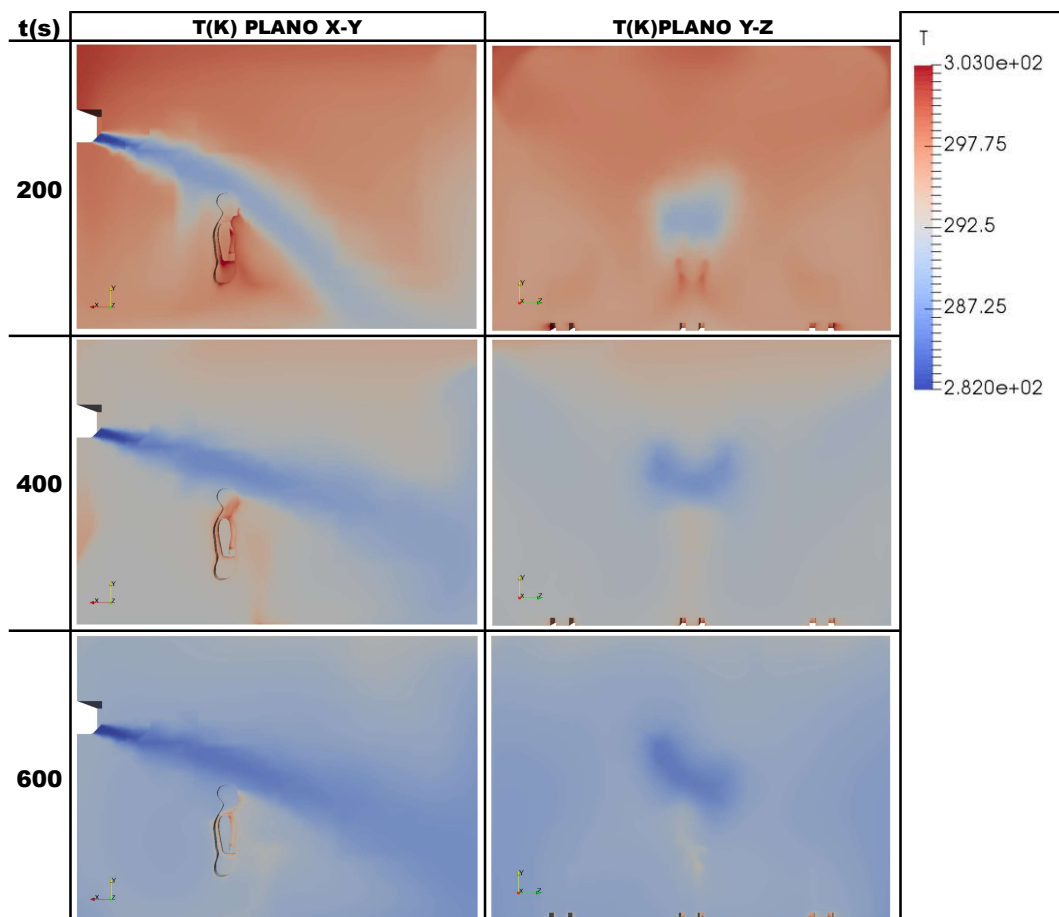 t(s) T(K) PLANO X-Y T(K)PLANO Y-Z
T
3.030e+02
297.75
292.5
287.25
2.820e+02
200
Y
X Z
Y
X Z
400
Y
X Z
Y
X Z
600
Y
X Z
Y
X Z